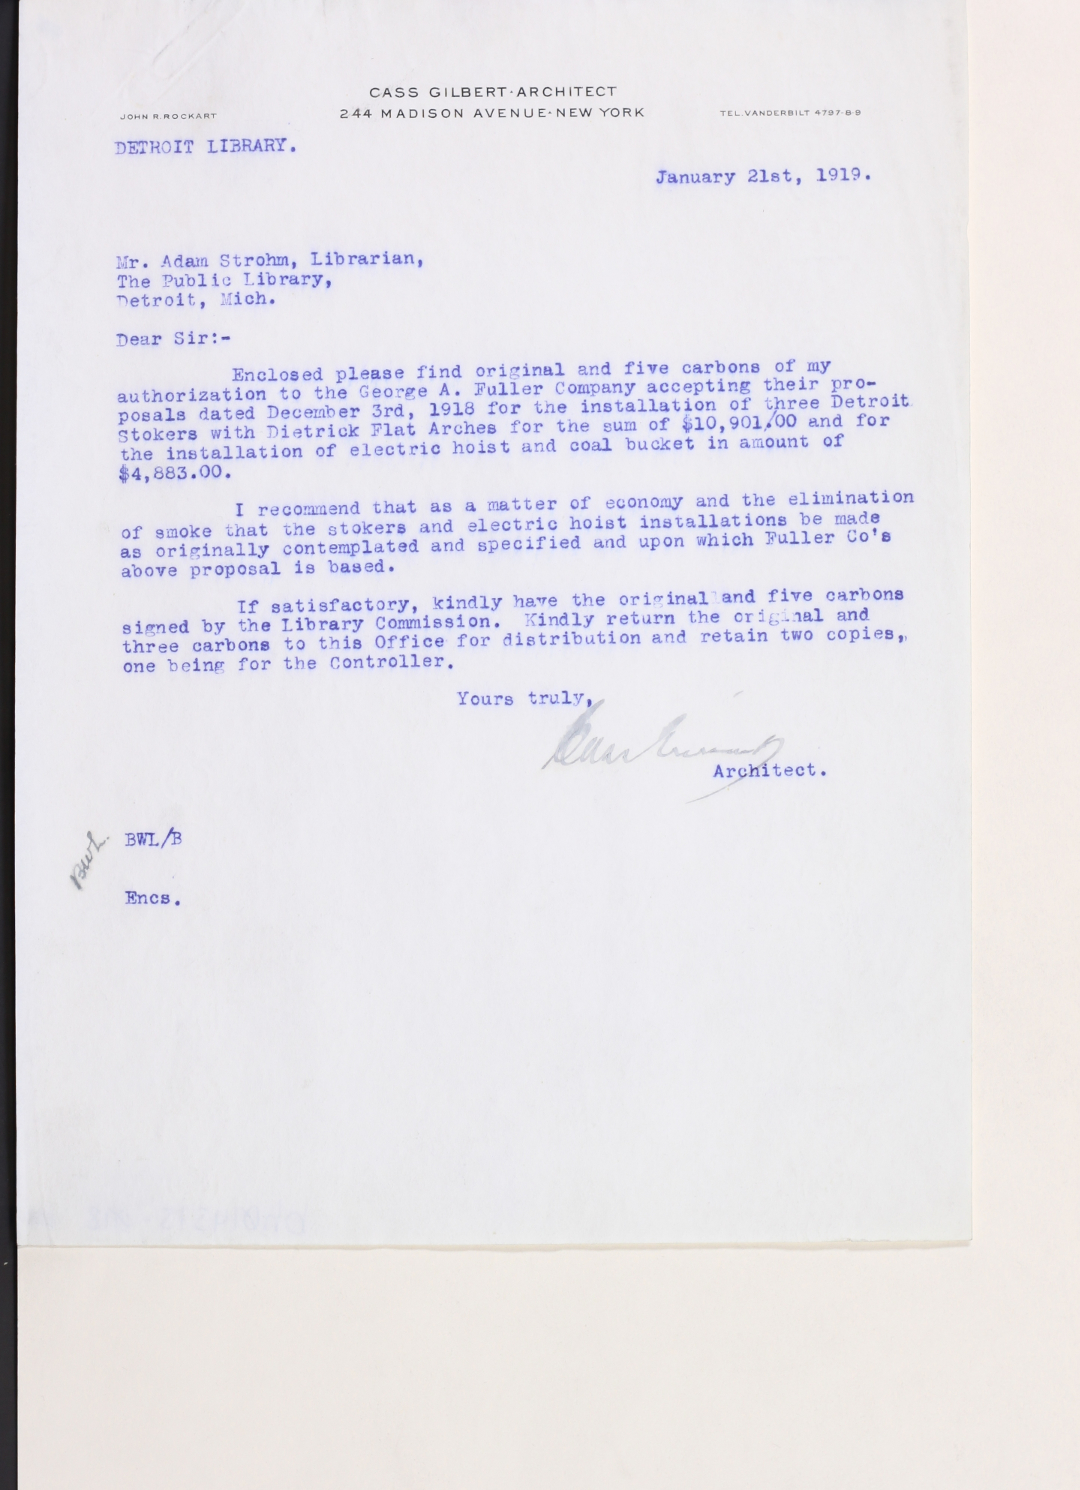 CASS GILBERT·ARCHITECT
JOHN R. ROCKART
244 MADISON AVENUE·NEW YORK
TEL. VANDERBILT 4797-8-9
DETROIT LIBRARY.
January 21st, 1919.
Mr. Adam Strohm, Librarian,
The Public Library,
Detroit, Mich.
Dear Sir:-
Enclosed please find original and five carbons of my
authorization to the George A. Fuller Company accepting their pro-
posals dated December 3rd, 1918 for the installation of three Detroit
Stokers with Dietrick Flat Arches for the sum of $10,901.00 and for
the installation of electric hoist and coal bucket in amount of
$4,883.00.
I recommend that as a matter of economy and the elimination
of smoke that the stokers and electric hoist installations be made
as originally contemplated and specified and upon which Fuller Co's
above proposal is based.
If satisfactory, kindly have the original and five carbons
signed by the Library Commission. Kindly return the original and
three carbons to this Office for distribution and retain two copies,
one being for the Controller.
Yours truly,
Cass Gilbert
Architect.
BWL.
BWL/B
Encs.